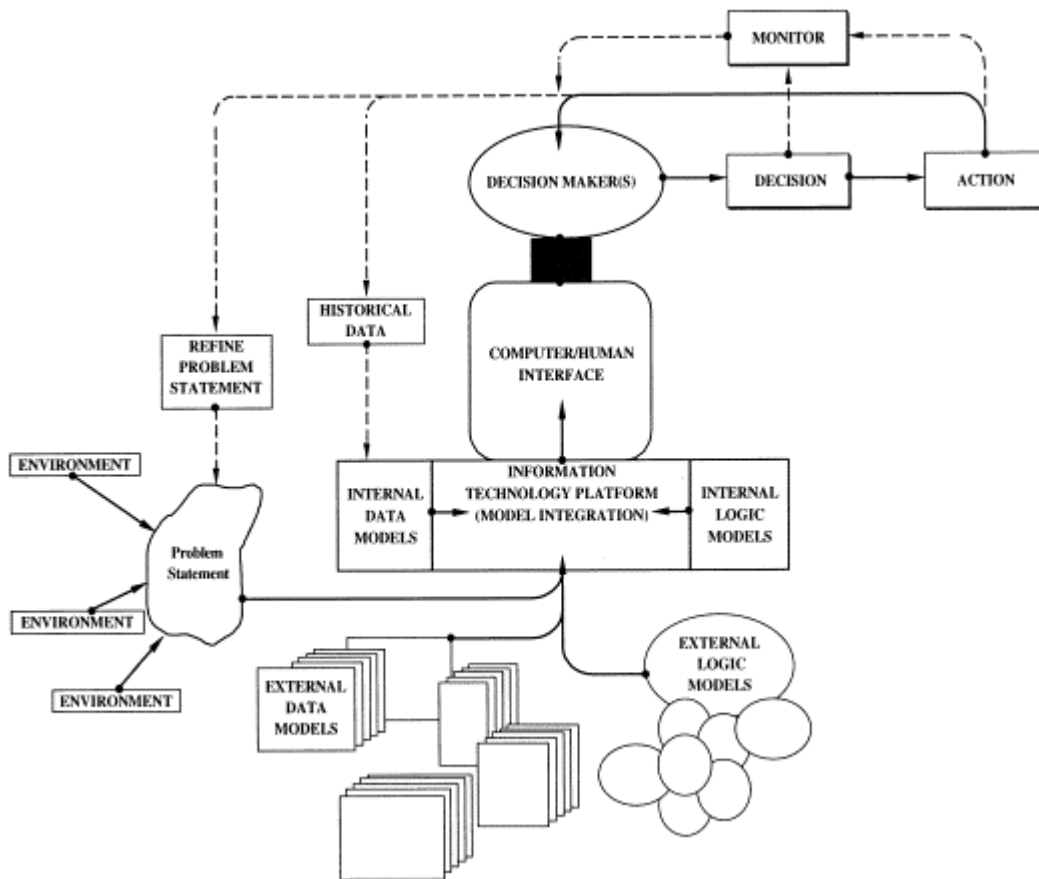 MONITOR
DECISION MAKER(S)
DECISION
ACTION
HISTORICAL
DATA
REFINE
PROBLEM
STATEMENT
COMPUTER/HUMAN
INTERFACE
ENVIRONMENT
INTERNAL
DATA
MODELS
INFORMATION
TECHNOLOGY PLATFORM
(MODEL INTEGRATION)
INTERNAL
LOGIC
MODELS
Problem
Statement
ENVIRONMENT
ENVIRONMENT
EXTERNAL
DATA
MODELS
EXTERNAL
LOGIC
MODELS